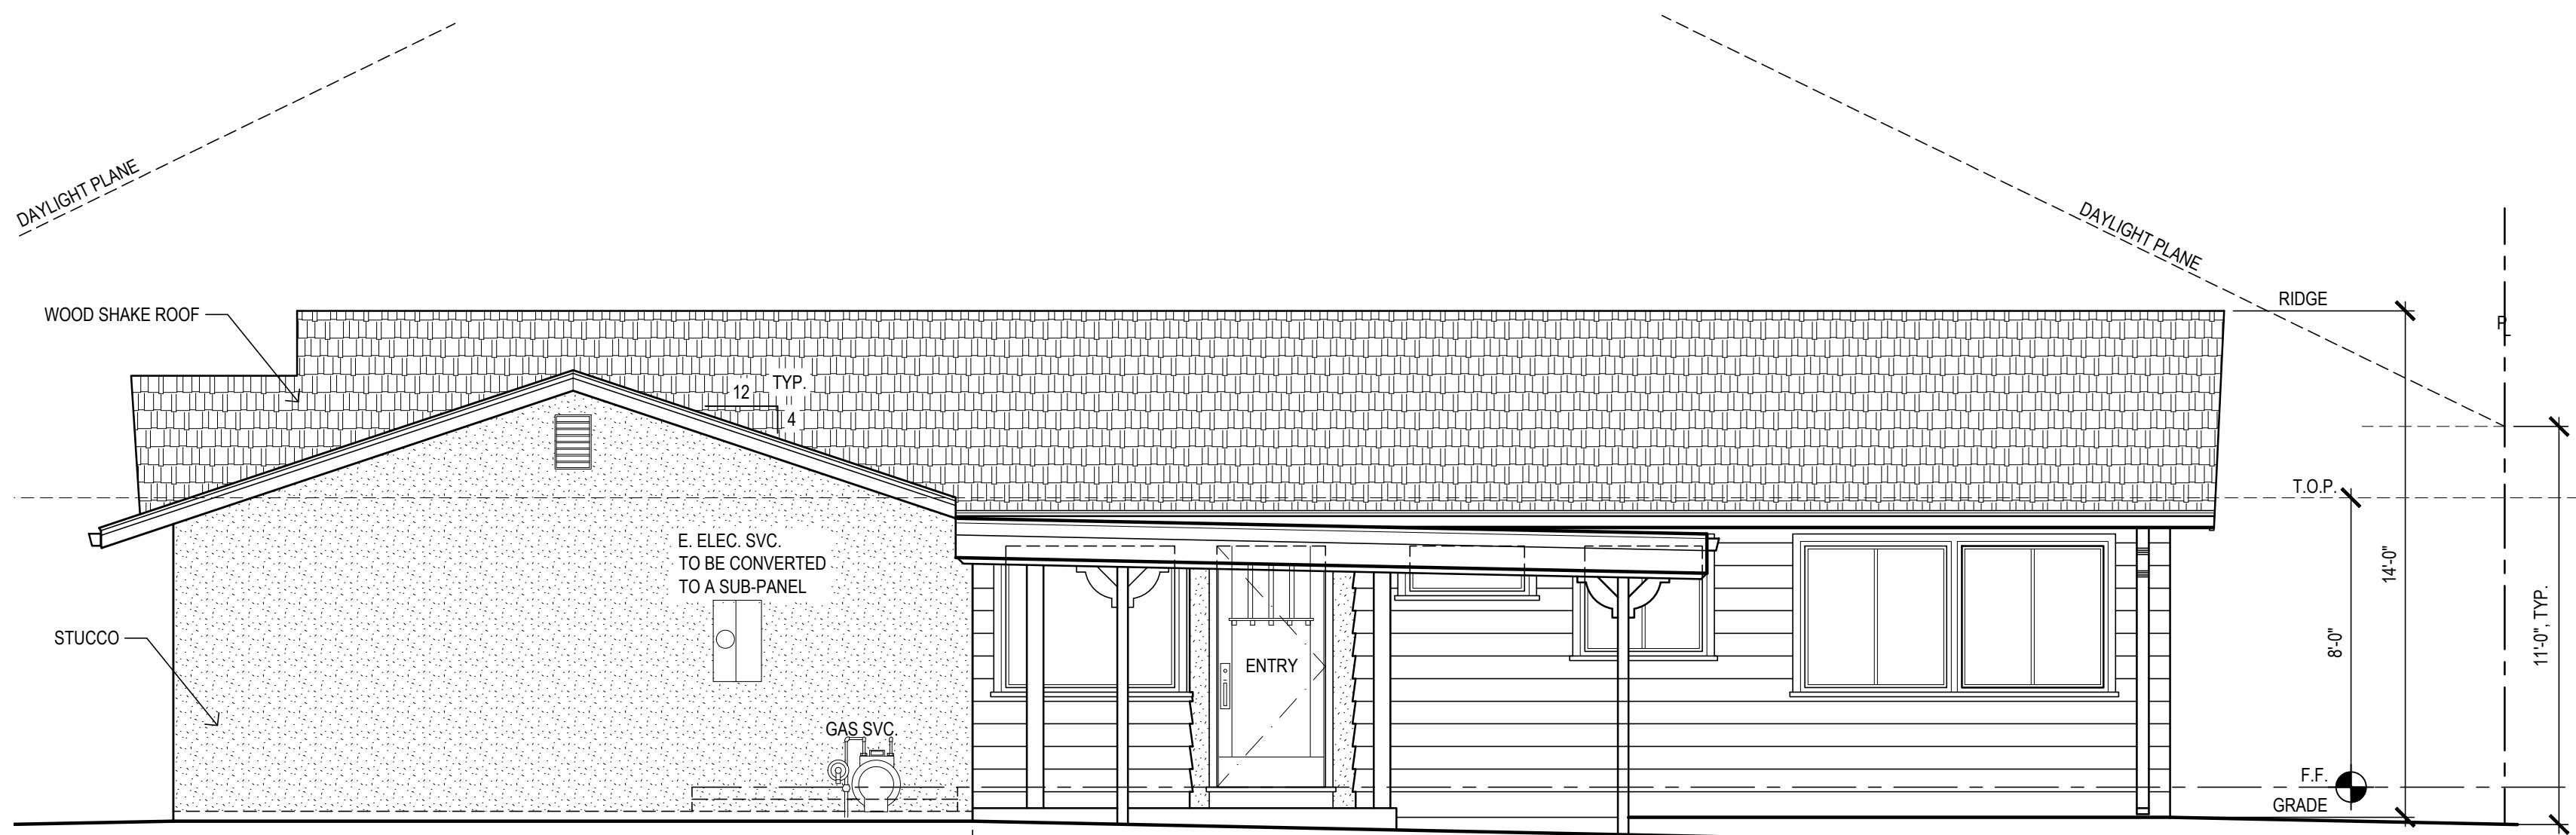 DAYLIGHT PLANE
DAYLIGHT PLANE
WOOD SHAKE ROOF
RIDGE
PL
TYP.
12
4
T.O.P.
E. ELEC. SVC.
TO BE CONVERTED
TO A SUB-PANEL
14'-0"
11'-0", TYP.
8'-0"
STUCCO
ENTRY
GAS SVC.
F.F.
GRADE